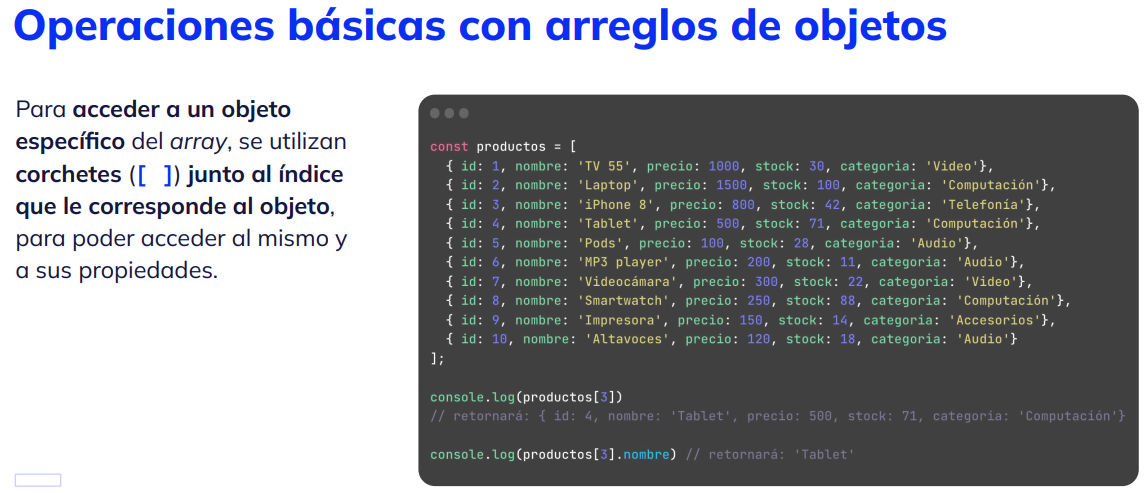 Operaciones básicas con arreglos de objetos
Para acceder a un objeto
específico del array, se utilizan
corchetes ([ ]) junto al índice
que le corresponde al objeto,
para poder acceder al mismo y
a sus propiedades.
const productos = [
  { id: 1, nombre: 'TV 55', precio: 1000, stock: 30, categoria: 'Video'},
  { id: 2, nombre: 'Laptop', precio: 1500, stock: 100, categoria: 'Computación'},
  { id: 3, nombre: 'iPhone 8', precio: 800, stock: 42, categoria: 'Telefonía'},
  { id: 4, nombre: 'Tablet', precio: 500, stock: 71, categoria: 'Computación'},
  { id: 5, nombre: 'Pods', precio: 100, stock: 28, categoria: 'Audio'},
  { id: 6, nombre: 'MP3 player', precio: 200, stock: 11, categoria: 'Audio'},
  { id: 7, nombre: 'Videocámara', precio: 300, stock: 22, categoria: 'Video'},
  { id: 8, nombre: 'Smartwatch', precio: 250, stock: 88, categoria: 'Computación'},
  { id: 9, nombre: 'Impresora', precio: 150, stock: 14, categoria: 'Accesorios'},
  { id: 10, nombre: 'Altavoces', precio: 120, stock: 18, categoria: 'Audio'}
];
console.log(productos[3])
// retornará: { id: 4, nombre: 'Tablet', precio: 500, stock: 71, categoria: 'Computación'}
console.log(productos[3].nombre) // retornará: 'Tablet'